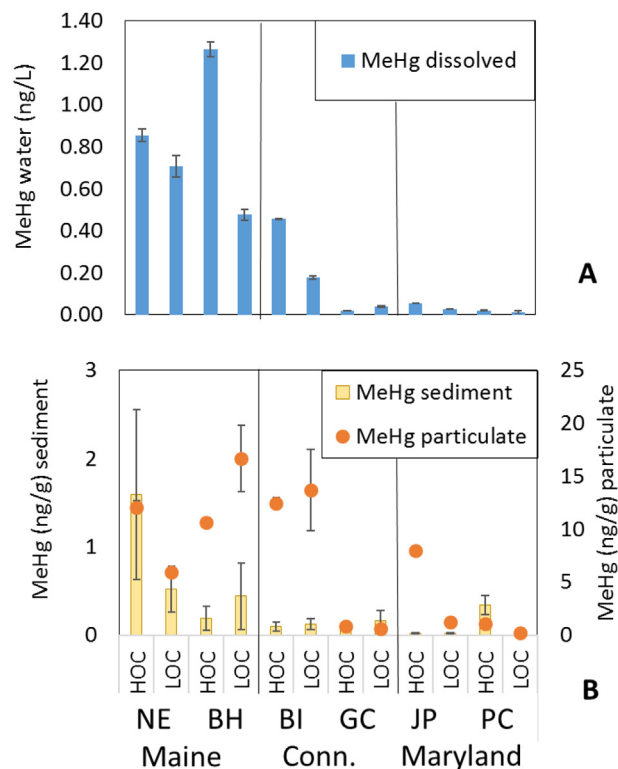 MeHg water (ng/L)
1.40
1.20
1.00
0.80
0.60
0.40
0.20
0.00
MeHg dissolved
A
MeHg (ng/g) sediment
3
2
1
0
MeHg sediment
MeHg particulate
25
20
15
10
5
0
MeHg (ng/g) particulate
HOC LOC HOC LOC HOC LOC HOC LOC HOC LOC HOC LOC
NE BH BI GC JP PC
Maine Conn. Maryland
B